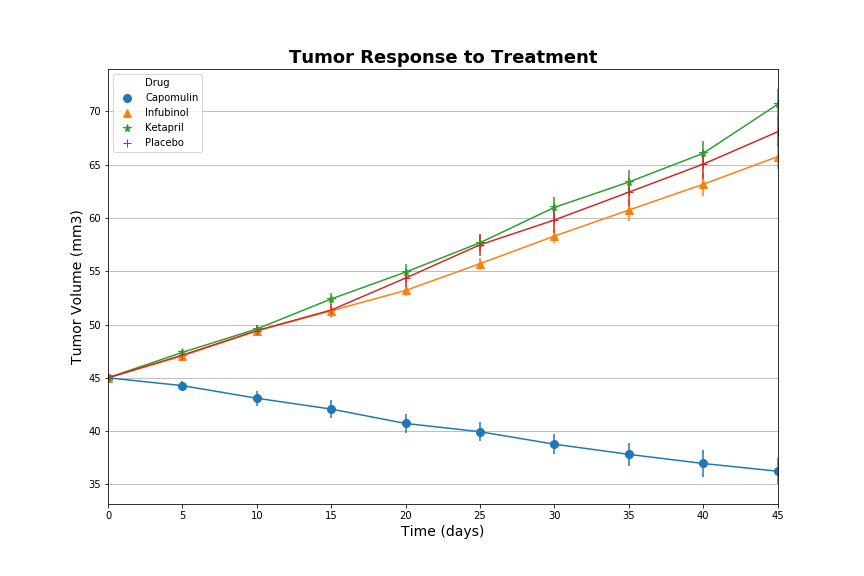 Tumor Response to Treatment
Drug
Capomulin
Infubinol
Ketapril
Placebo
Tumor Volume (mm3)
70
65
60
55
50
45
40
35
0 5 10 15 20 25 30 35 40 45
Time (days)